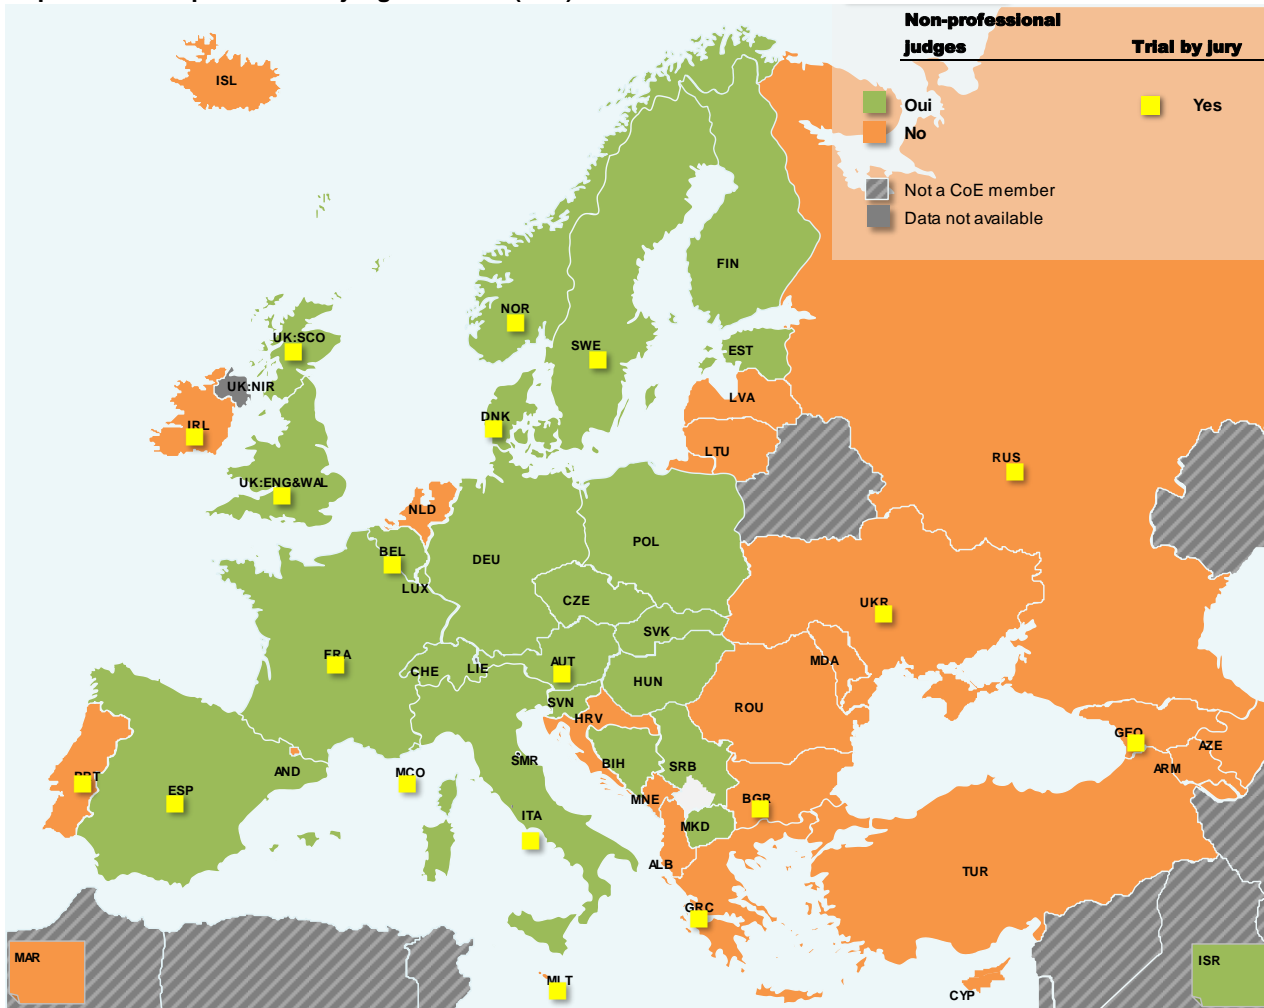 Non-professional
judges
Trial by jury
Oui
Yes
No
Not a CoE member
Data not available
ISL
FIN
NOR
UK:SCO
SWE
EST
UK:NIR
LVA
DNK
IRL
LTU
RUS
UK:ENG&WAL
NLD
POL
BEL
DEU
LUX
CZE
UKR
SVK
FRA
AUT
MDA
CHE
LIE
HUN
SVN
ROU
HRV
GEO
AZE
SMR
BIH
SRB
ARM
AND
MCO
PRT
ESP
MNE
BGR
ITA
MKD
ALB
TUR
GRC
MAR
ISR
MLT
CYP